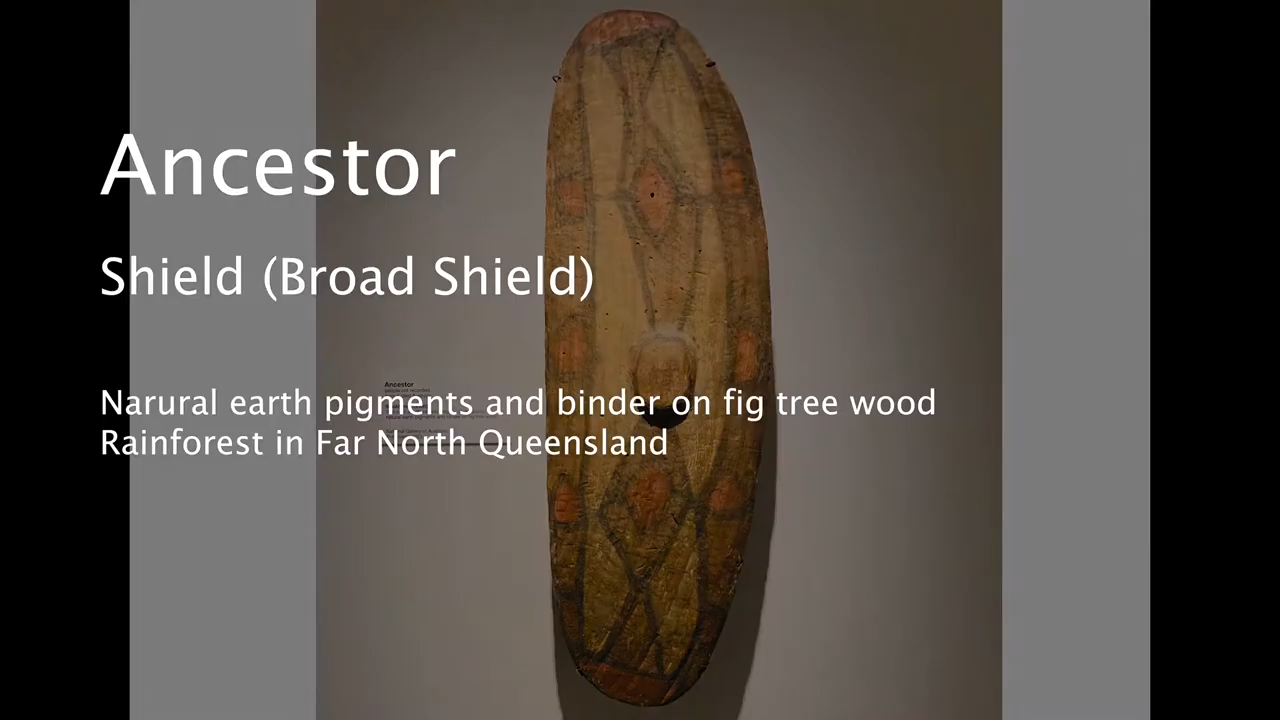 Ancestor
Shield (Broad Shield)
Narural earth pigments and binder on fig tree wood
Rainforest in Far North Queensland
Ancestor